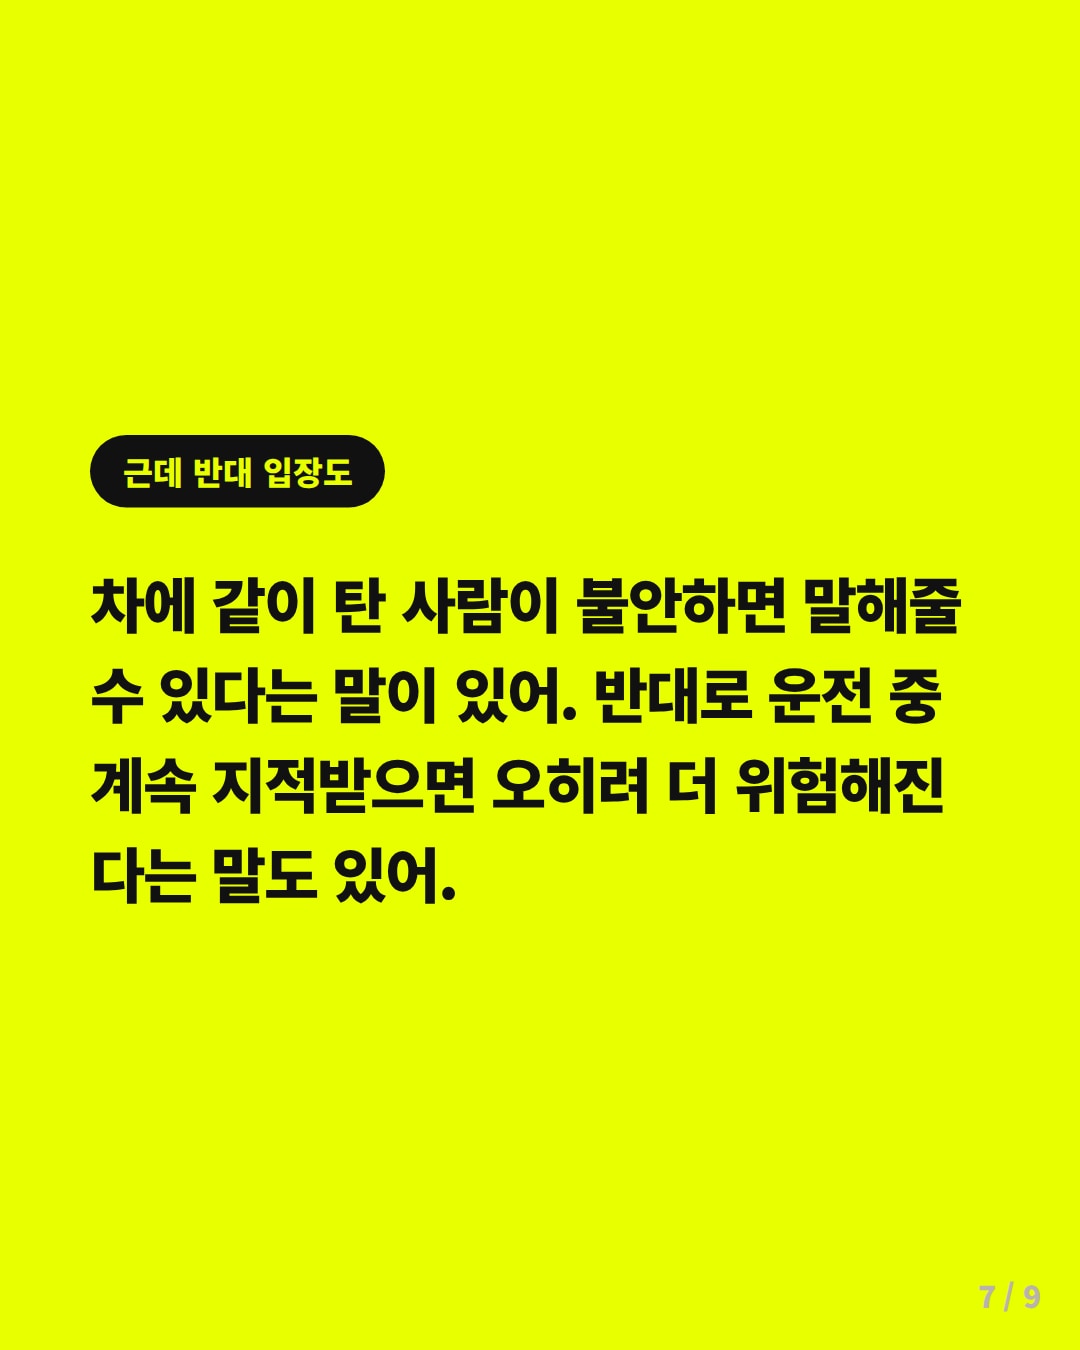 근데 반대 입장도
차에 같이 탄 사람이 불안하면 말해줄
수 있다는 말이 있어. 반대로 운전 중
계속 지적받으면 오히려 더 위험해진
다는 말도 있어.
7 / 9